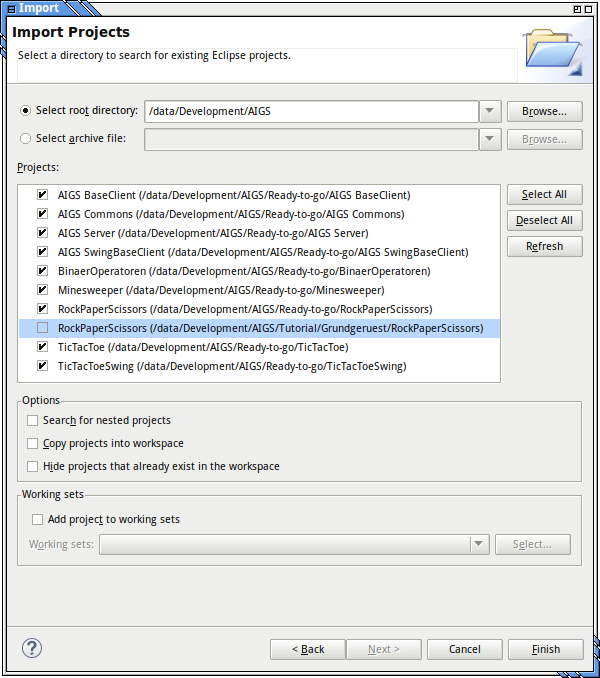 Import
Import Projects
Select a directory to search for existing Eclipse projects.
Select root directory: /data/Development/AIGS Browse...
Select archive file: Browse...
Projects:
AIGS BaseClient (/data/Development/AIGS/Ready-to-go/AIGS BaseClient) Select All
AIGS Commons (/data/Development/AIGS/Ready-to-go/AIGS Commons)
Deselect All
AIGS Server (/data/Development/AIGS/Ready-to-go/AIGS Server)
AIGS SwingBaseClient (/data/Development/AIGS/Ready-to-go/AIGS SwingBaseClient) Refresh
BinaerOperatoren (/data/Development/AIGS/Ready-to-go/BinaerOperatoren)
Minesweeper (/data/Development/AIGS/Ready-to-go/Minesweeper)
RockPaperScissors (/data/Development/AIGS/Ready-to-go/RockPaperScissors)
RockPaperScissors (/data/Development/AIGS/Tutorial/Grundgeruest/RockPaperScissors)
TicTacToe (/data/Development/AIGS/Ready-to-go/TicTacToe)
TicTacToeSwing (/data/Development/AIGS/Ready-to-go/TicTacToeSwing)
Options
Search for nested projects
Copy projects into workspace
Hide projects that already exist in the workspace
Working sets
Add project to working sets
Working sets: Select...
? < Back Next > Cancel Finish